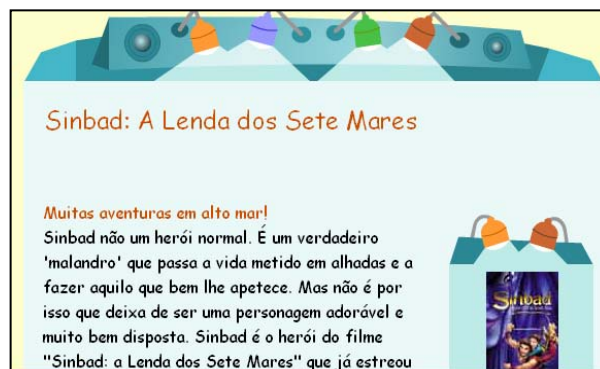 Sinbad: A Lenda dos Sete Mares
Muitas aventuras em alto mar!
Sinbad não um herói normal. É um verdadeiro
'malandro' que passa a vida metido em alhadas e a
fazer aquilo que bem lhe apetece. Mas não é por
isso que deixa de ser uma personagem adorável e
muito bem disposta. Sinbad é o herói do filme
"Sinbad: a Lenda dos Sete Mares" que já estreou
Sinbad